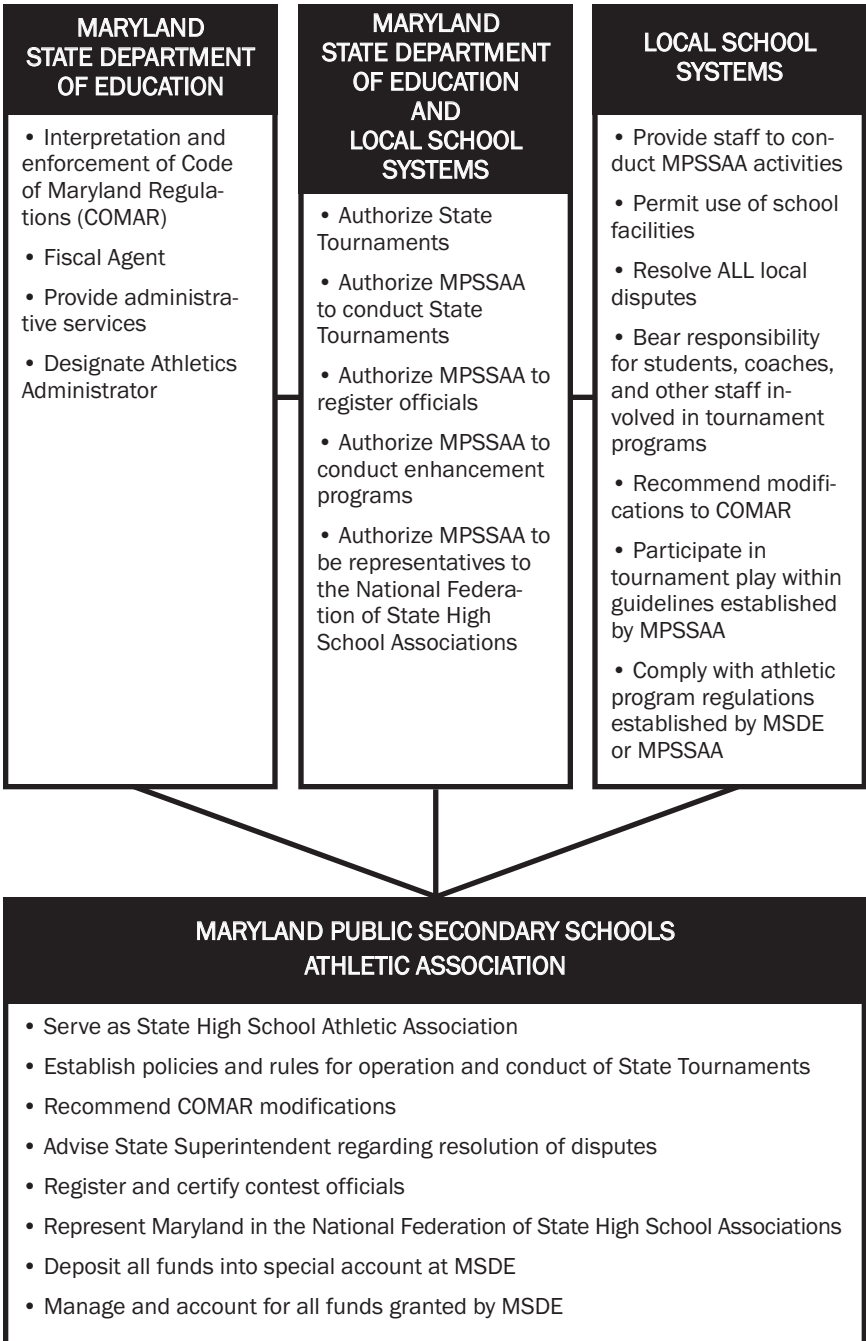 MARYLAND
STATE DEPARTMENT
OF EDUCATION
• Interpretation and
enforcement of Code
of Maryland Regula-
tions (COMAR)
• Fiscal Agent
• Provide administra-
tive services
• Designate Athletics
Administrator
MARYLAND
STATE DEPARTMENT
OF EDUCATION
AND
LOCAL SCHOOL
SYSTEMS
• Authorize State
Tournaments
• Authorize MPSSAA
to conduct State
Tournaments
• Authorize MPSSAA to
register officials
• Authorize MPSSAA to
conduct enhancement
programs
• Authorize MPSSAA to
be representatives to
the National Federa-
tion of State High
School Associations
LOCAL SCHOOL
SYSTEMS
• Provide staff to con-
duct MPSSAA activities
• Permit use of school
facilities
• Resolve ALL local
disputes
• Bear responsibility
for students, coaches,
and other staff in-
volved in tournament
programs
• Recommend modifi-
cations to COMAR
• Participate in
tournament play within
guidelines established
by MPSSAA
• Comply with athletic
program regulations
established by MSDE
or MPSSAA
MARYLAND PUBLIC SECONDARY SCHOOLS
ATHLETIC ASSOCIATION
• Serve as State High School Athletic Association
• Establish policies and rules for operation and conduct of State Tournaments
• Recommend COMAR modifications
• Advise State Superintendent regarding resolution of disputes
• Register and certify contest officials
• Represent Maryland in the National Federation of State High School Associations
• Deposit all funds into special account at MSDE
• Manage and account for all funds granted by MSDE